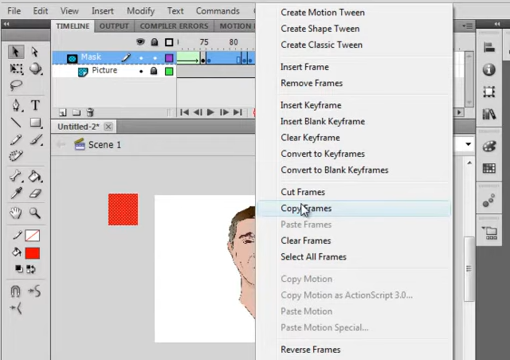 File Edit View Insert Modify Text Commands
TIMELINE OUTPUT COMPILER ERRORS MOTION
75 80
Mask
Picture
Untitled-2*
Scene 1
Create Motion Tween
Create Shape Tween
Create Classic Tween
Insert Frame
Remove Frames
Insert Keyframe
Insert Blank Keyframe
Clear Keyframe
Convert to Keyframes
Convert to Blank Keyframes
Cut Frames
Copy Frames
Paste Frames
Clear Frames
Select All Frames
Copy Motion
Copy Motion as ActionScript 3.0...
Paste Motion
Paste Motion Special...
Reverse Frames